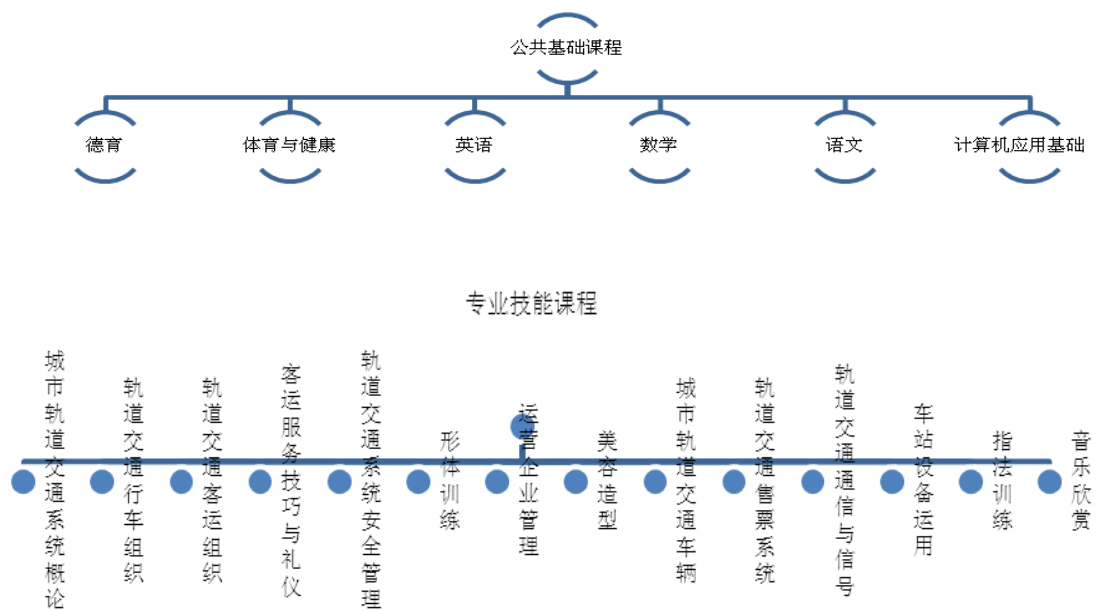 公共基础课程
德育
体育与健康
英语
数学
语文
计算机应用基础
专业技能课程
城市轨道交通系统概论
轨道交通行车组织
轨道交通客运组织
客运服务技巧与礼仪
轨道交通系统安全管理
形体训练
运营企业管理
美容造型
城市轨道交通车辆
轨道交通售票系统
轨道交通通信与信号
车站设备运用
指法训练
音乐欣赏